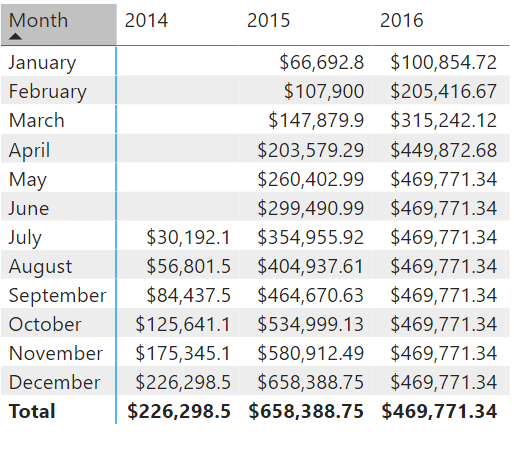 Month 2014 2015 2016
January $66,692.8 $100,854.72
February $107,900 $205,416.67
March $147,879.9 $315,242.12
April $203,579.29 $449,872.68
May $260,402.99 $469,771.34
June $299,490.99 $469,771.34
July $30,192.1 $354,955.92 $469,771.34
August $56,801.5 $404,937.61 $469,771.34
September $84,437.5 $464,670.63 $469,771.34
October $125,641.1 $534,999.13 $469,771.34
November $175,345.1 $580,912.49 $469,771.34
December $226,298.5 $658,388.75 $469,771.34
Total $226,298.5 $658,388.75 $469,771.34